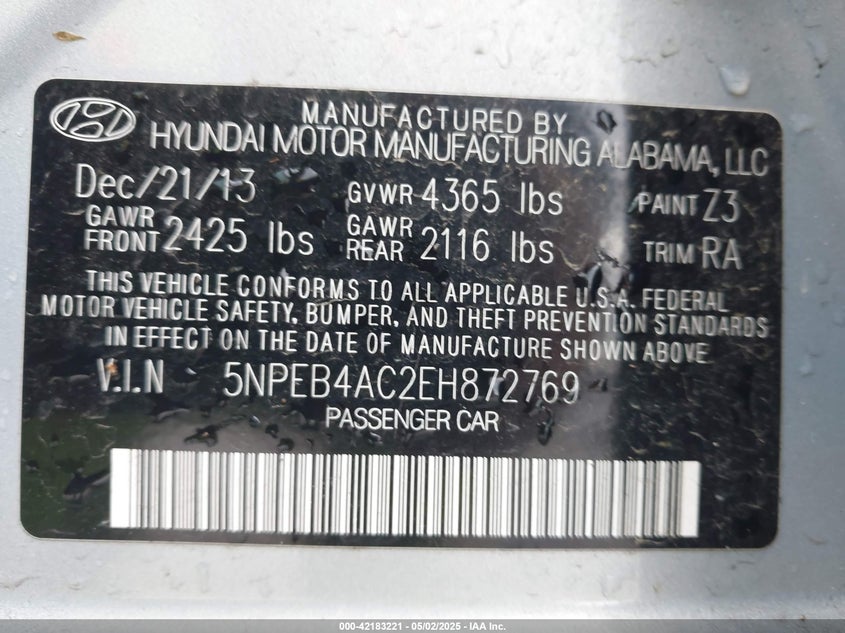 MANUFACTURED BY
HYUNDAI MOTOR MANUFACTURING ALABAMA, LLC
Dec/21/13 GVWR 4365 lbs PAINT Z3
GAWR FRONT 2425 lbs GAWR REAR 2116 lbs TRIM RA
THIS VEHICLE CONFORMS TO ALL APPLICABLE U.S.A. FEDERAL
MOTOR VEHICLE SAFETY, BUMPER, AND THEFT PREVENTION STANDARDS
IN EFFECT ON THE DATE OF MANUFACTURE SHOWN ABOVE
V.I.N 5NPEB4AC2EH872769
PASSENGER CAR
000-42183221 - 05/02/2025 - IAA Inc.